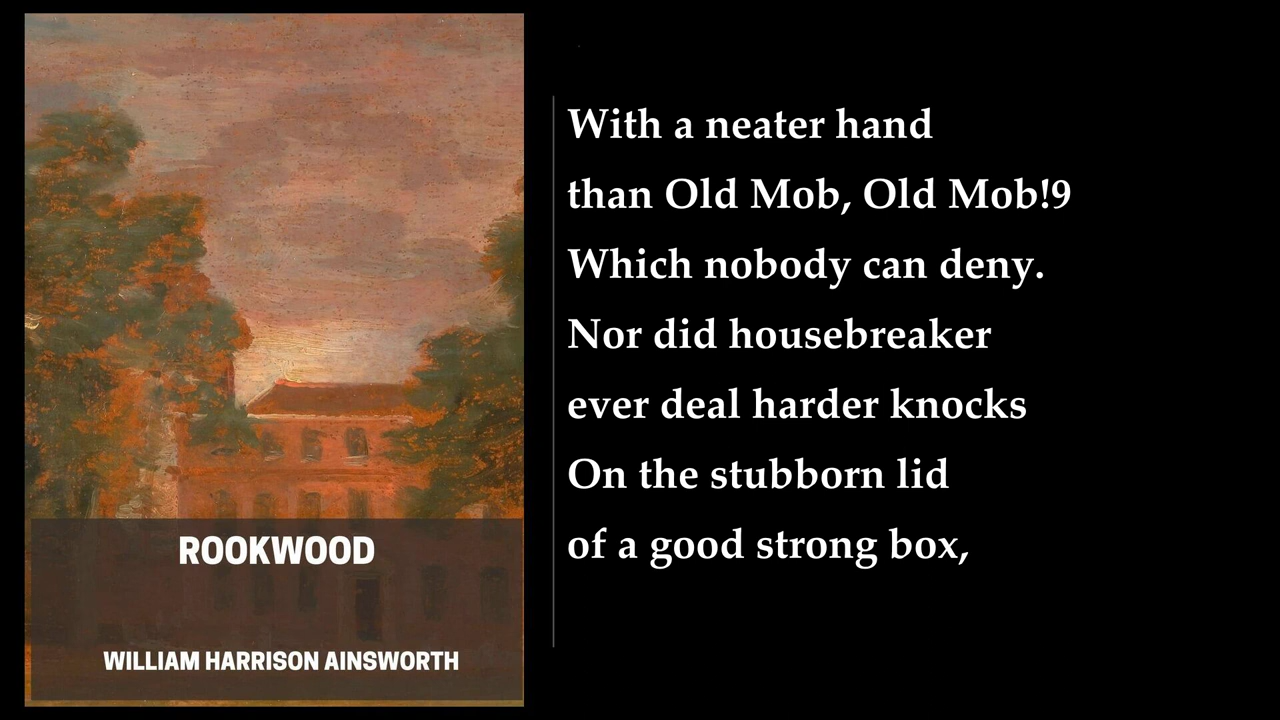 ROOKWOOD
WILLIAM HARRISON AINSWORTH
With a neater hand
than Old Mob, Old Mob!9
Which nobody can deny.
Nor did housebreaker
ever deal harder knocks
On the stubborn lid
of a good strong box,